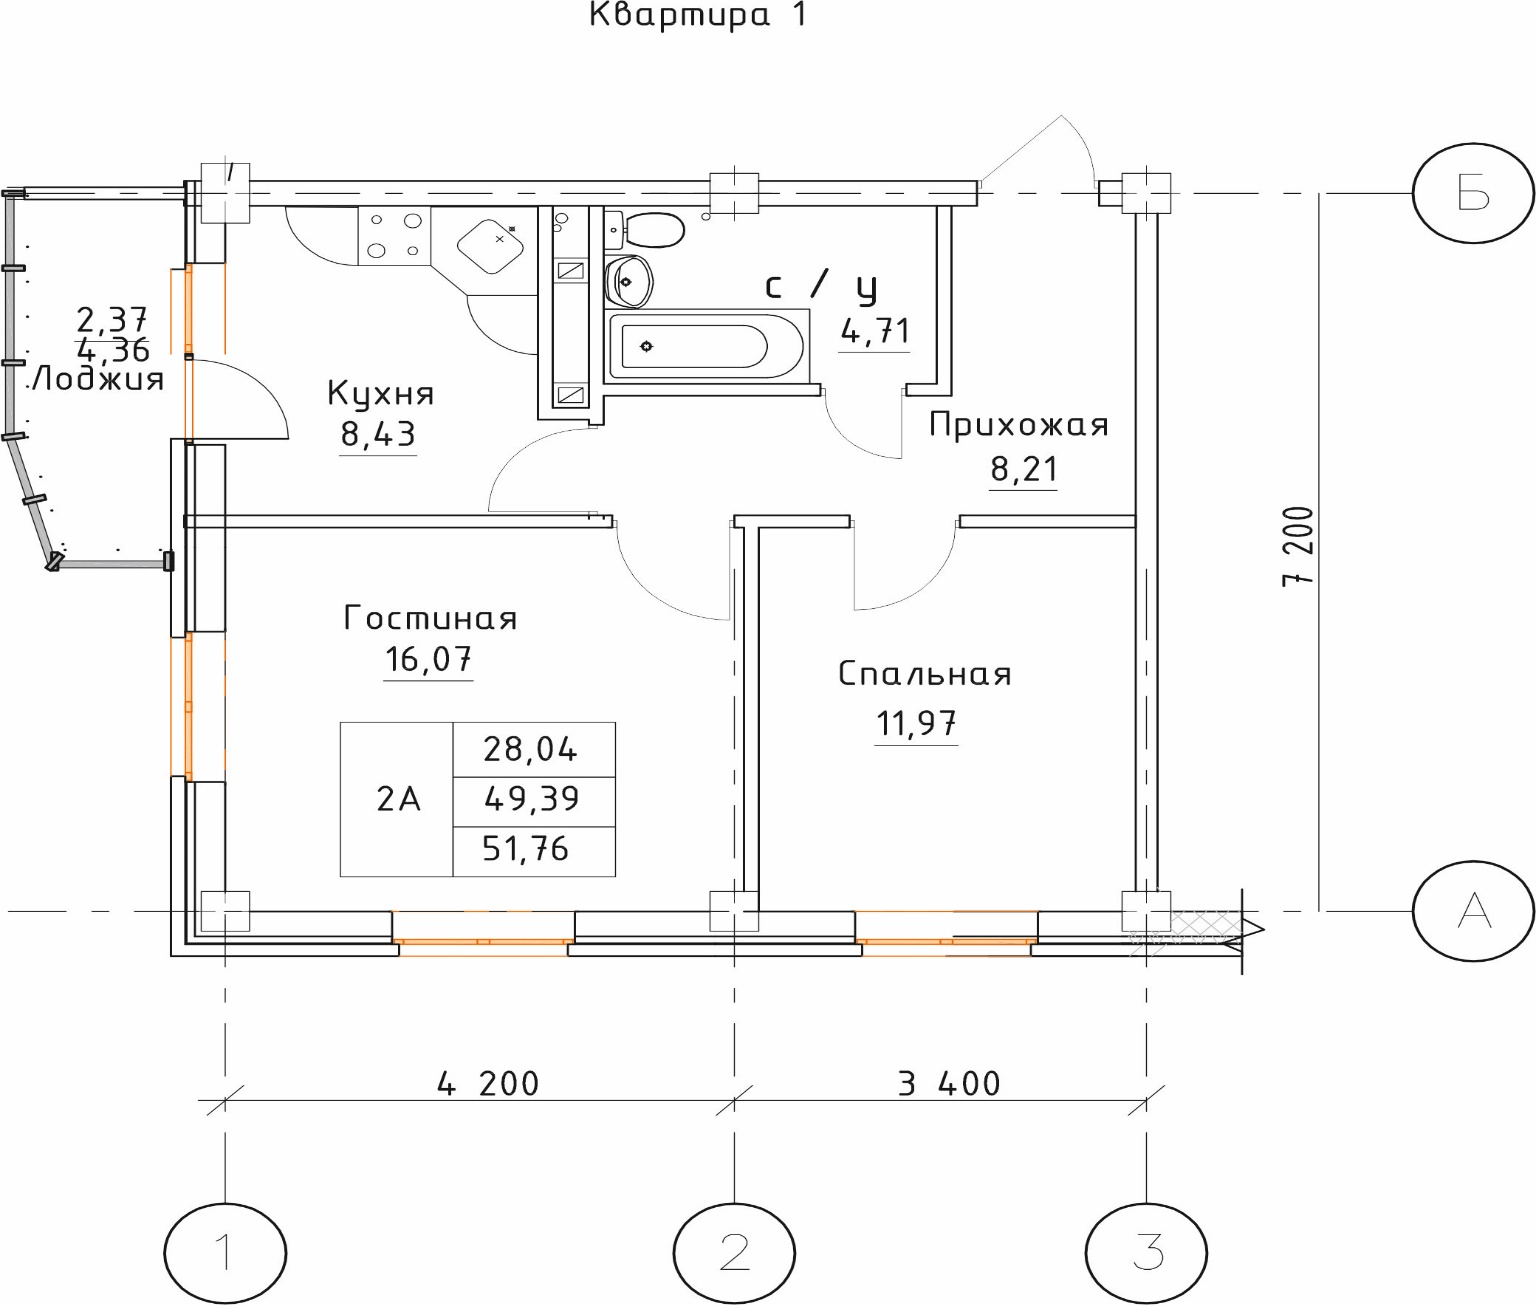 Квартира 1
Б
2,37
4,36
Лоджия
Кухня
8,43
с / у
4,71
Прихожая
8,21
7 200
Гостиная
16,07
Спальная
11,97
2А
28,04
49,39
51,76
А
4 200
3 400
1
2
3